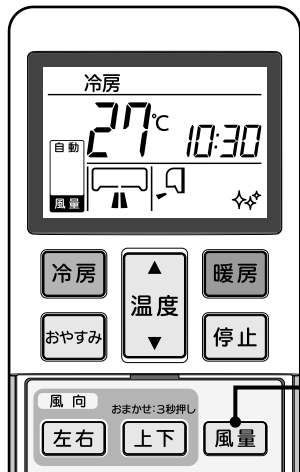 冷房
27℃ 10:30
自動
風量
冷房
暖房
温度
おやすみ
停止
風向
おまかせ:3秒押し
左右
上下
風量